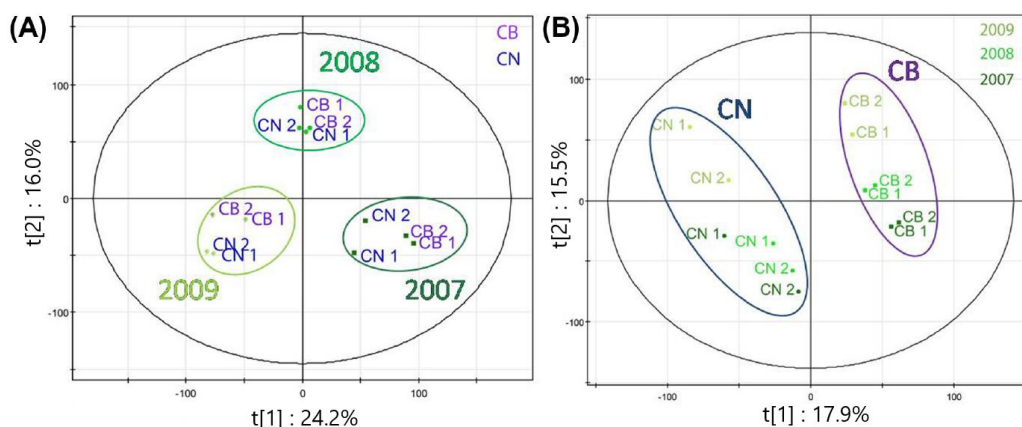 (A)
CB
CN
2008
CB 1
CN 2
CB 2
CN 1
CB 2
CB 1
CN 2
CN 1
2009
CN 2
CB 2
CB 1
CN 1
2007
100
0
-100
-100
0
100
t[2] : 16.0%
t[1] : 24.2%
(B)
2009
2008
2007
CN
CB
CB 2
CB 1
CN 1
CN 2
CB 2
CB 1
CB 2
CB 1
CN 1
CN 1
CN 2
CN 2
100
0
-100
-100
0
100
t[2] : 15.5%
t[1] : 17.9%